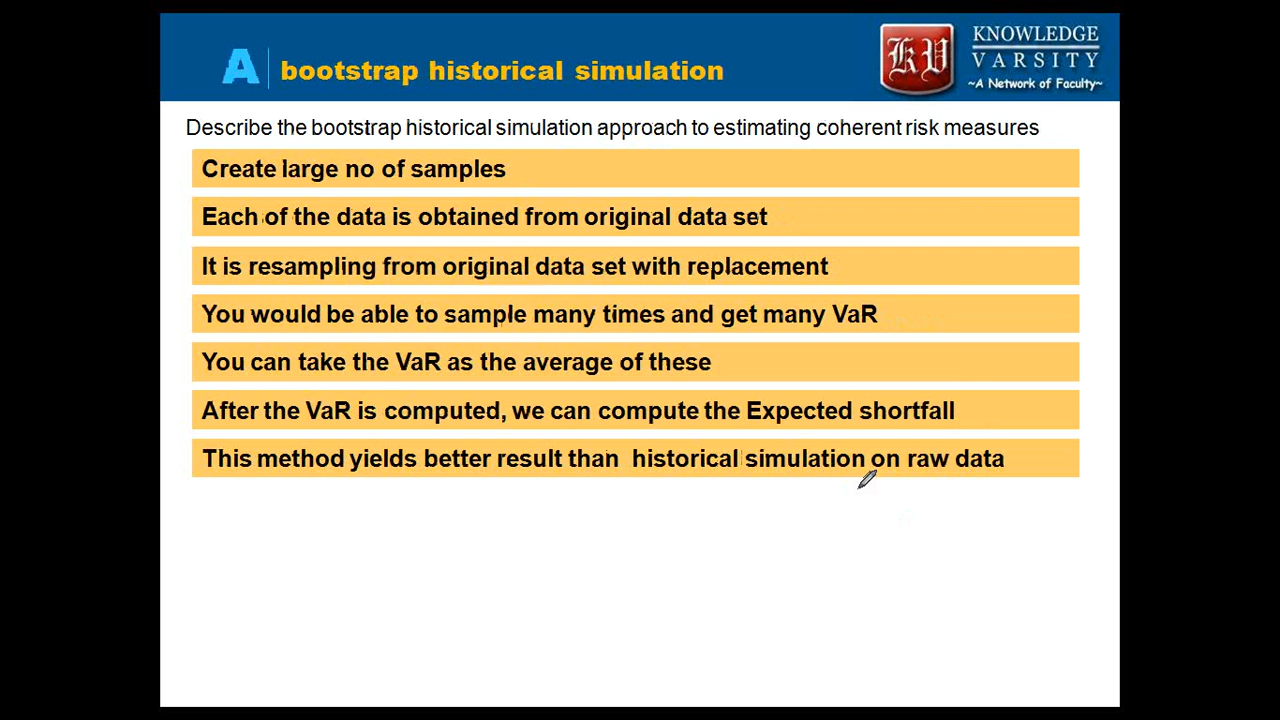 A bootstrap historical simulation
KV
KNOWLEDGE
VARSITY
~A Network of Faculty~
Describe the bootstrap historical simulation approach to estimating coherent risk measures
Create large no of samples
Each of the data is obtained from original data set
It is resampling from original data set with replacement
You would be able to sample many times and get many VaR
You can take the VaR as the average of these
After the VaR is computed, we can compute the Expected shortfall
This method yields better result than historical simulation on raw data